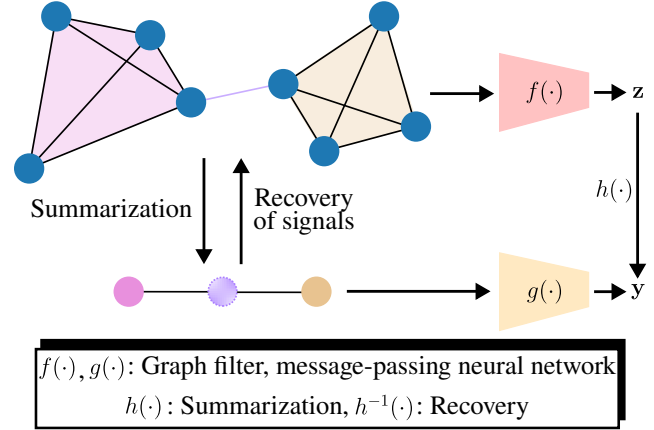 f(·)
z
h(·)
Summarization
Recovery
of signals
g(·)
y
f(·), g(·): Graph filter, message-passing neural network
h(·): Summarization, h⁻¹(·): Recovery